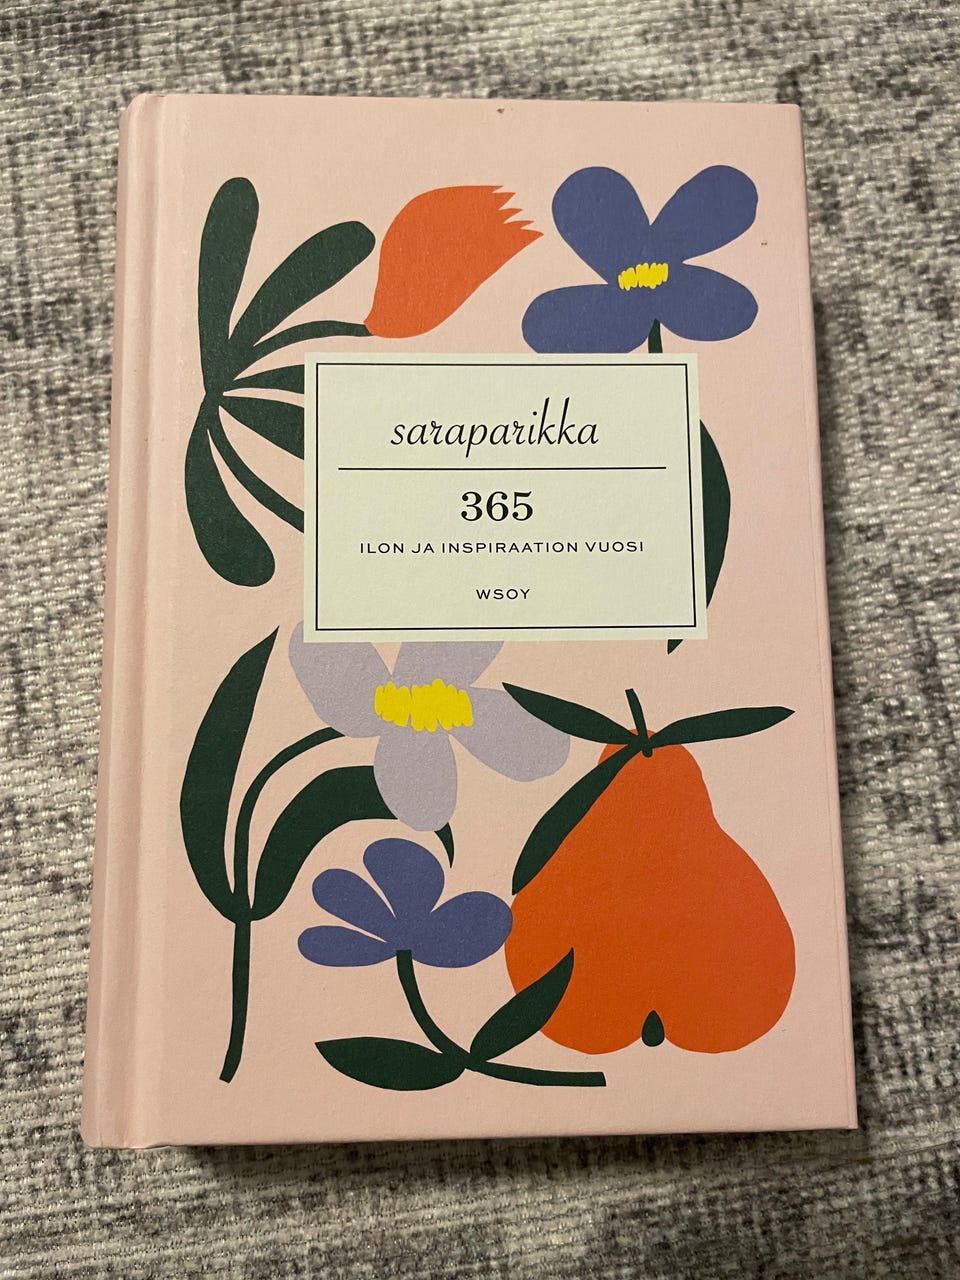 saraparikka
365
ILON JA INSPIRAATION VUOSI
WSOY